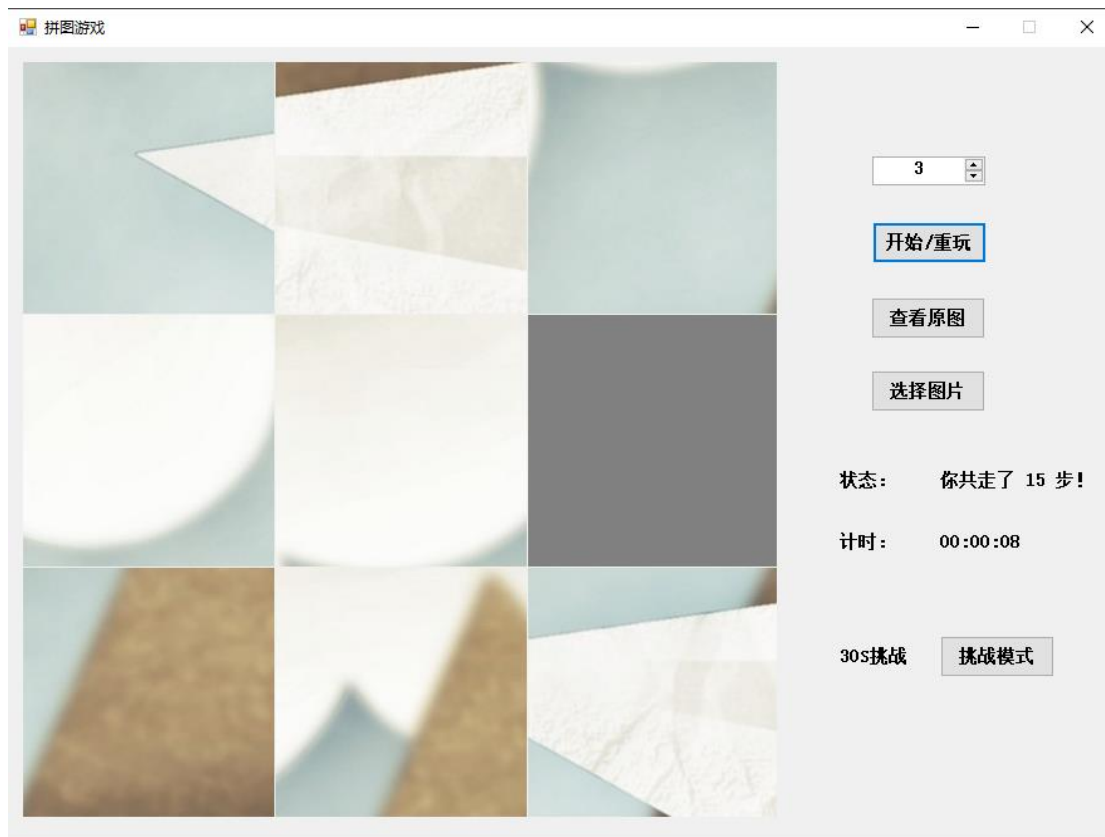 拼图游戏
3
开始/重玩
查看原图
选择图片
状态： 你共走了 15 步!
计时： 00:00:08
30S挑战 挑战模式